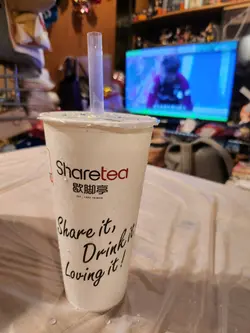 Sharetea
歇腳亭
Share it,
Drink it
Loving it!